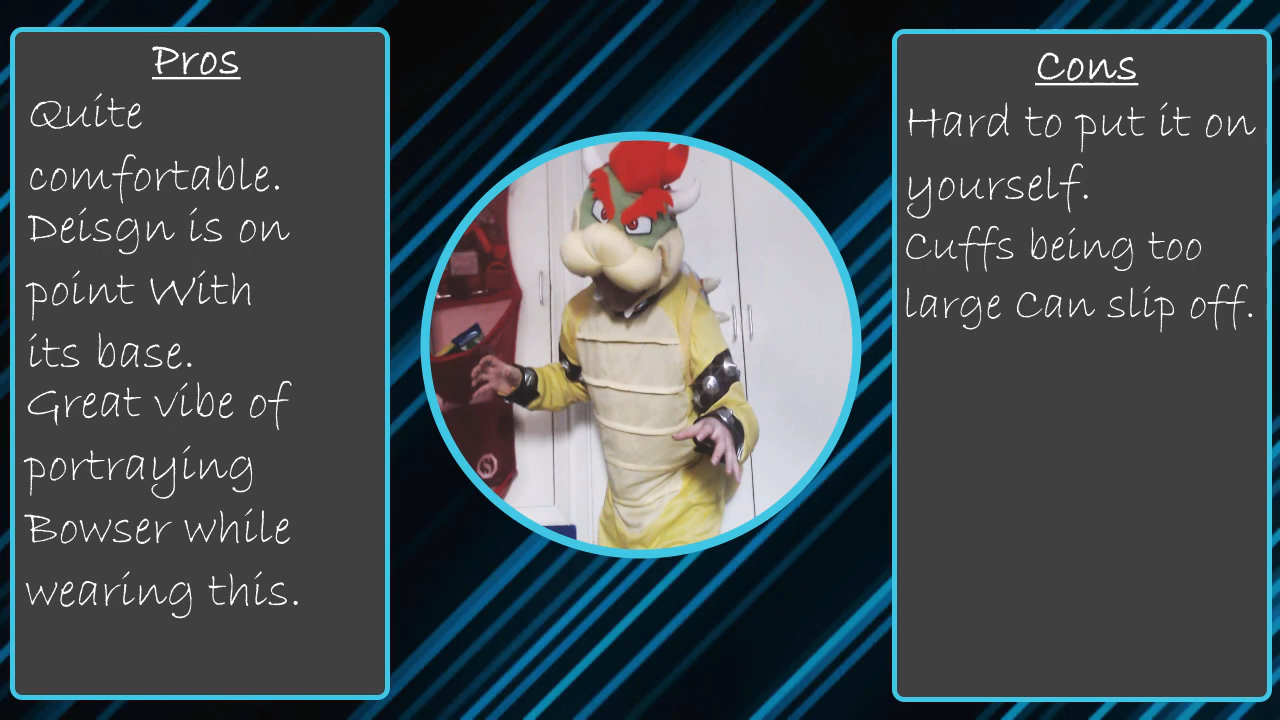 Pros
Quite
comfortable.
Deisgn is on
point With
its base.
Great vibe of
portraying
Bowser while
wearing this.
Cons
Hard to put it on
yourself.
Cuffs being too
large Can slip off.